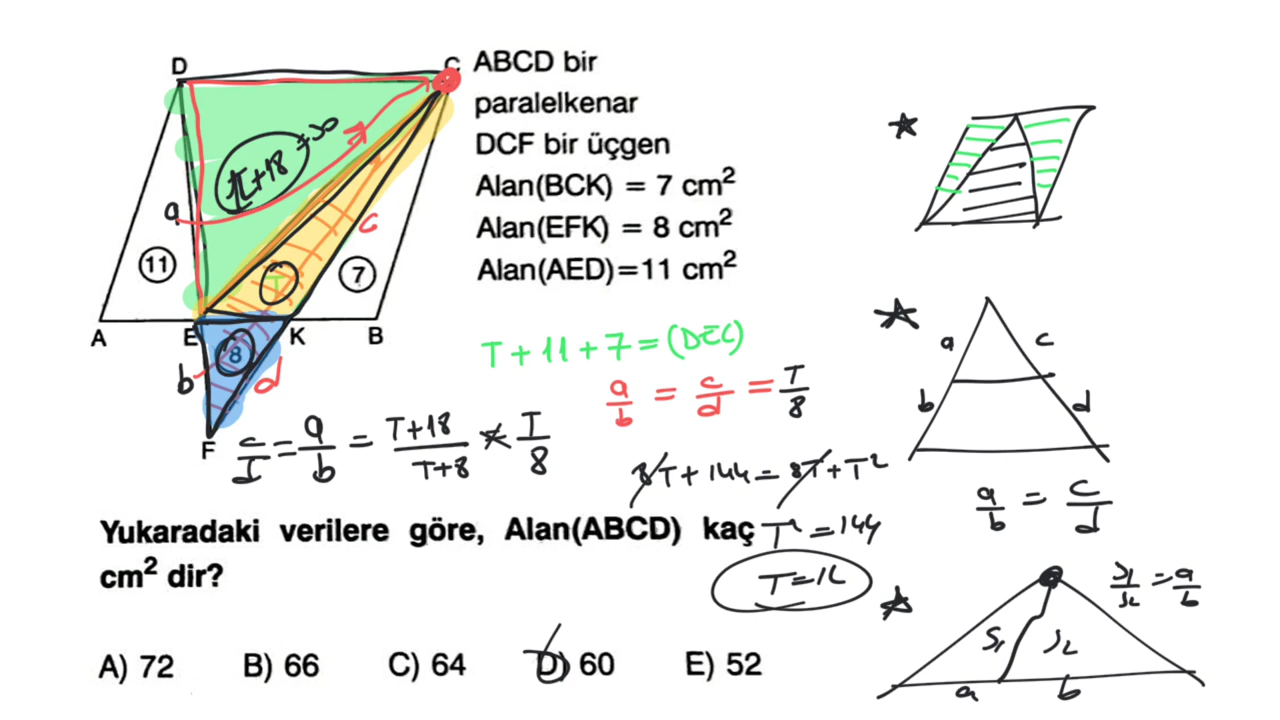 D
C
ABCD bir
paralelkenar
DCF bir üçgen
Alan(BCK) = 7 cm²
Alan(EFK) = 8 cm²
Alan(AED)=11 cm²
12+18=30
a
c
11
T
7
A
E
K
B
8
b
d
F
T+11+7=(DEC)
a/b = c/d = T/8
c/d = a/b = T+18/T+8 = T/8
8T+144=8T+T²
T²=144
T=12
Yukaradaki verilere göre, Alan(ABCD) kaç
cm² dir?
A) 72 B) 66 C) 64 D) 60 E) 52
a
c
b
d
a/b = c/d
S₁/S₂ = a/b
S₁
S₂
a
b